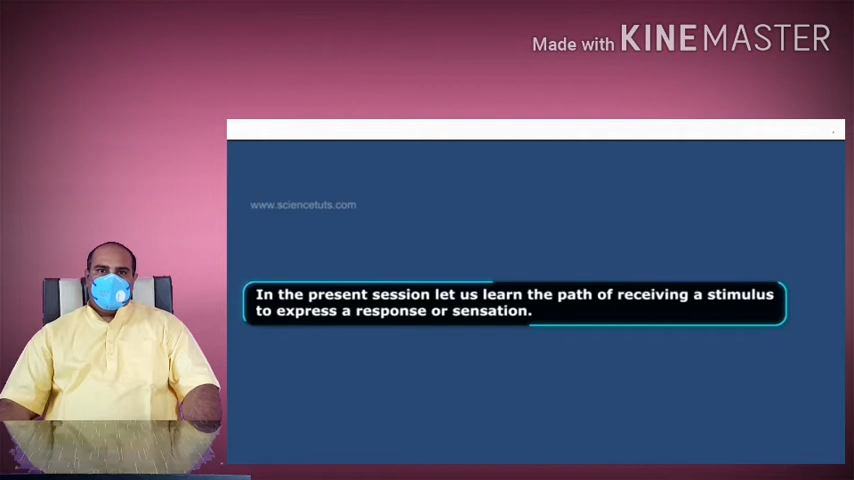 Made with KINEMASTER
www.sciencetuts.com
In the present session let us learn the path of receiving a stimulus
to express a response or sensation.